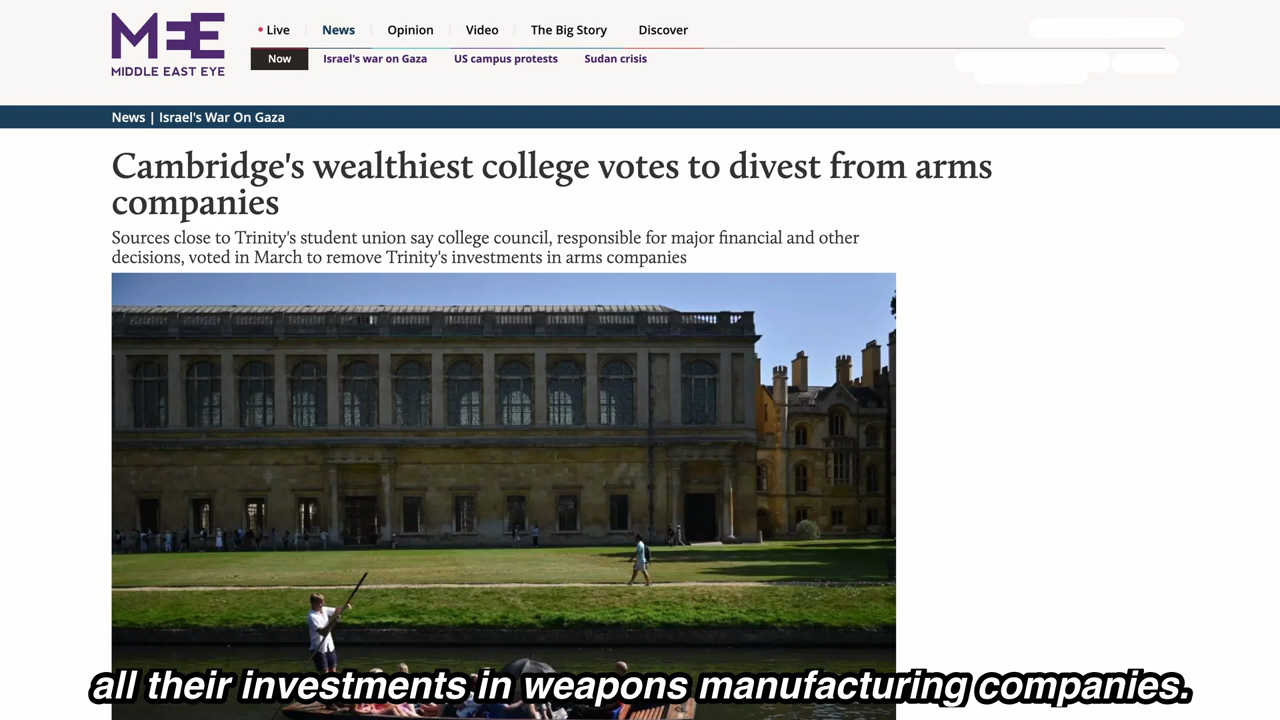 MEE
MIDDLE EAST EYE
Live
News
Opinion
Video
The Big Story
Discover
Now
Israel's war on Gaza
US campus protests
Sudan crisis
News | Israel's War On Gaza
Cambridge's wealthiest college votes to divest from arms
companies
Sources close to Trinity's student union say college council, responsible for major financial and other
decisions, voted in March to remove Trinity's investments in arms companies
all their investments in weapons manufacturing companies.